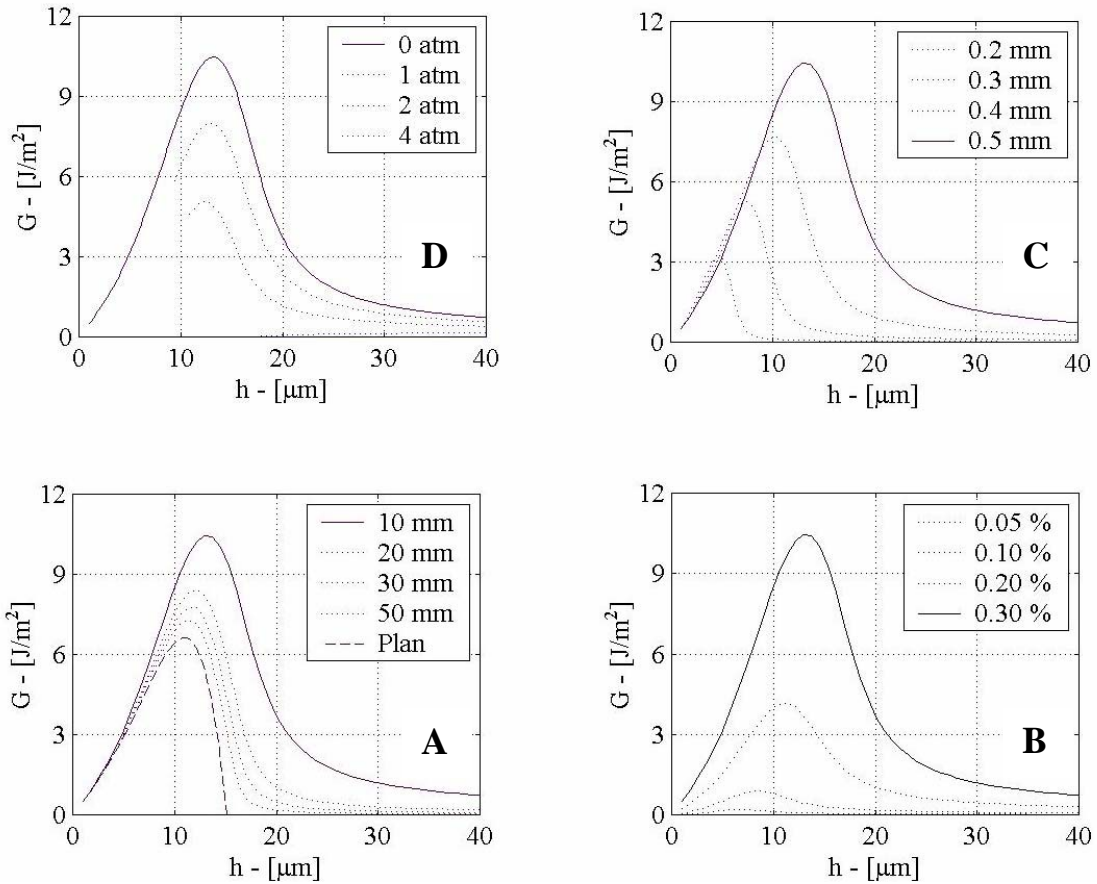 12
9
6
3
0
G - [J/m²]
0 atm
1 atm
2 atm
4 atm
D
0 10 20 30 40
h - [μm]
12
9
6
3
0
G - [J/m²]
0.2 mm
0.3 mm
0.4 mm
0.5 mm
C
0 10 20 30 40
h - [μm]
12
9
6
3
0
G - [J/m²]
10 mm
20 mm
30 mm
50 mm
Plan
A
0 10 20 30 40
h - [μm]
12
9
6
3
0
G - [J/m²]
0.05 %
0.10 %
0.20 %
0.30 %
B
0 10 20 30 40
h - [μm]